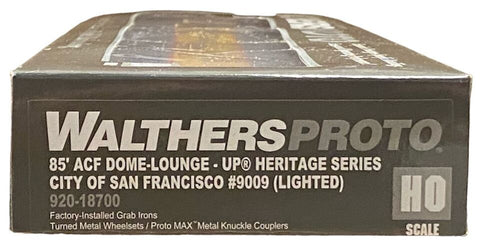 WALTHERSPROTO®
85' ACF DOME-LOUNGE - UP® HERITAGE SERIES
CITY OF SAN FRANCISCO #9009 (LIGHTED)
920-18700
Factory-Installed Grab Irons
Turned Metal Wheelsets / Proto MAX™ Metal Knuckle Couplers
HO
SCALE